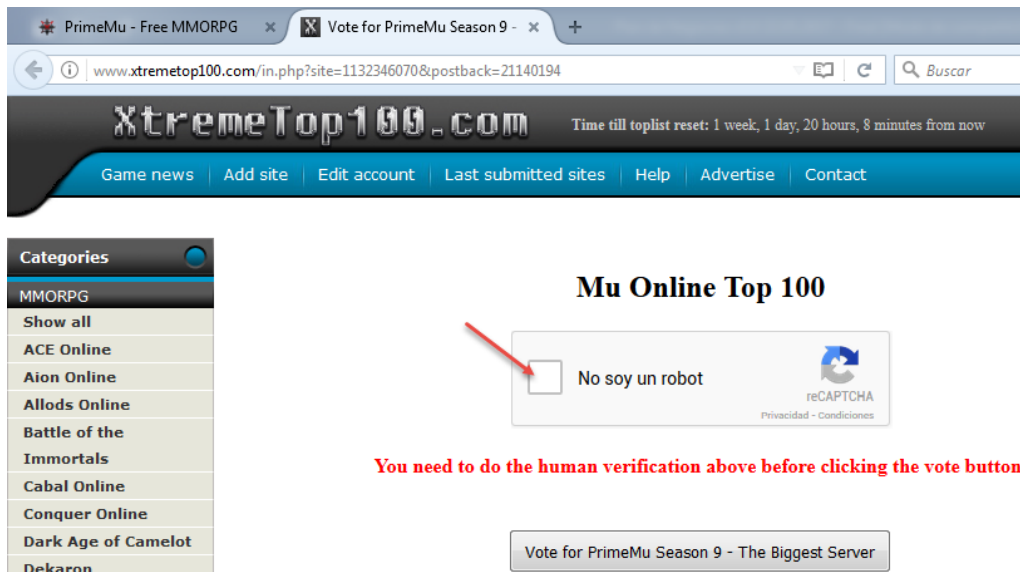 PrimeMu - Free MMORPG
Vote for PrimeMu Season 9 -
www.xtremetop100.com/in.php?site=1132346070&postback=21140194
Buscar
XtremeTop100.com
Time till toplist reset: 1 week, 1 day, 20 hours, 8 minutes from now
Game news
Add site
Edit account
Last submitted sites
Help
Advertise
Contact
Categories
MMORPG
Show all
ACE Online
Aion Online
Allods Online
Battle of the
Immortals
Cabal Online
Conquer Online
Dark Age of Camelot
Dekaron
Mu Online Top 100
No soy un robot
reCAPTCHA
Privacidad - Condiciones
You need to do the human verification above before clicking the vote button
Vote for PrimeMu Season 9 - The Biggest Server